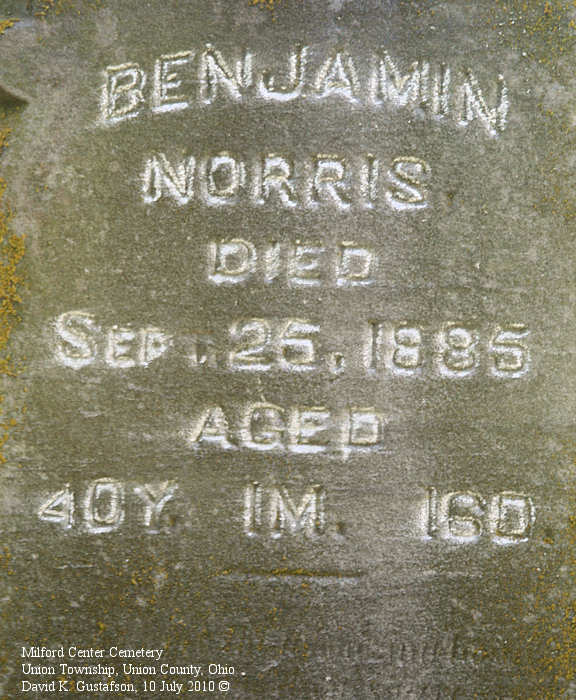 BENJAMIN
NORRIS
DIED
SEPT. 25, 1885
AGED
40Y. 1M. 16D.
Milford Center Cemetery
Union Township, Union County, Ohio
David K. Gustafson, 10 July 2010 ©